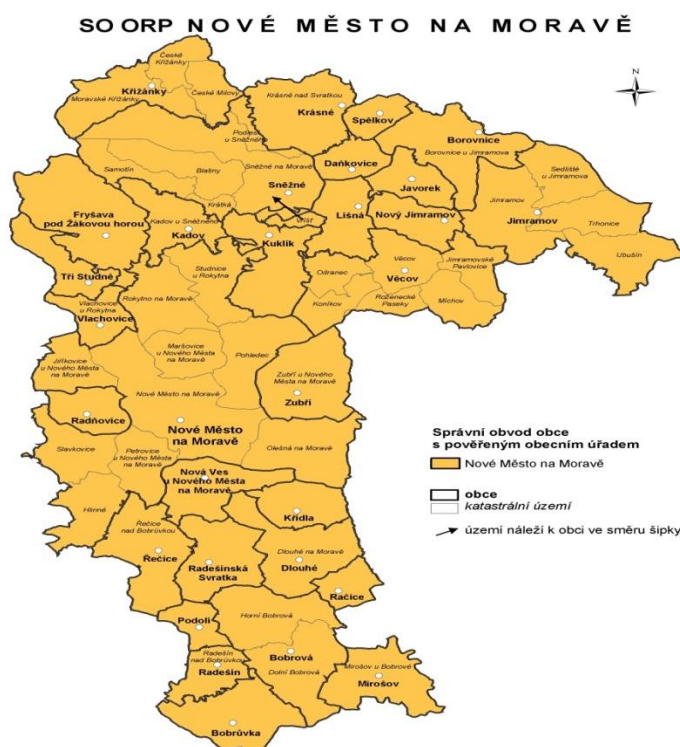 SO ORP NOVÉ MĚSTO NA MORAVĚ
N
České
Křižánky
Moravské Křižánky
Křižánky
České Milovy
Krásné nad Svratkou
Krásné
Spělkov
Podlesí
u Sněžného
Borovnice
Borovnice u Jimramova
Daňkovice
Samotín
Blatiny
Sněžné na Moravě
Sněžné
Javorek
Sedliště
u Jimramova
Jimramov
Jimramov
Trhonice
Ubušín
Krátká
Kadov u Sněžného
Kadov
Vříšť
Líšná
Nový Jimramov
Fryšava
pod Žákovou horou
Kuklík
Tři Studně
Studnice
u Rokytna
Odranec
Věcov
Věcov
Jimramovské
Pavlovice
Rokytno na Moravě
Koníkov
Roženecké
Paseky
Míchov
Vlachovice
u Rokytna
Vlachovice
Maršovice
u Nového Města
na Moravě
Pohledec
Jiříkovice
u Nového Města
na Moravě
Zubří u Nového
Města na Moravě
Zubří
Nové Město na Moravě
Radňovice
Nové Město
na Moravě
Slavkovice
Petrovice
u Nového Města
na Moravě
Olešná na Moravě
Nová Ves
u Nového Města
na Moravě
Hlinné
Křídla
Řečice
nad Bobrůvkou
Řečice
Radešínská
Svratka
Dlouhé na Moravě
Dlouhé
Račice
Podolí
Horní Bobrová
Radešín
nad Bobrůvkou
Radešín
Bobrová
Dolní Bobrová
Mirošov u Bobrové
Mirošov
Bobrůvka
Správní obvod obce
s pověřeným obecním úřadem
Nové Město na Moravě
obce
katastrální území
území náleží k obci ve směru šipky